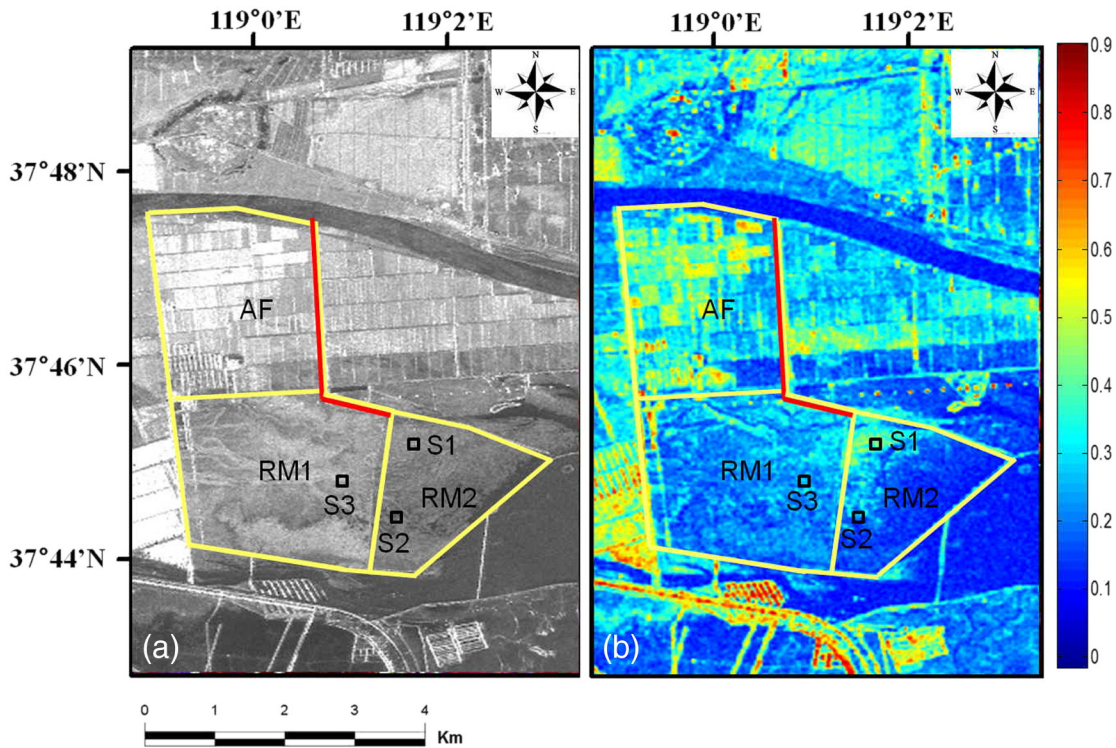 119°0'E 119°2'E 119°0'E 119°2'E
N
W E
S
N
W E
S
0.9
0.8
0.7
0.6
0.5
0.4
0.3
0.2
0.1
0
37°48'N
37°46'N
37°44'N
AF
RM1
RM2
S1
S2
S3
(a)
AF
RM1
RM2
S1
S2
S3
(b)
0 1 2 3 4
Km